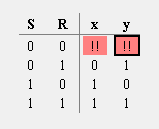 S R x y
0 0 !! !!
0 1 0 1
1 0 1 0
1 1 1 1